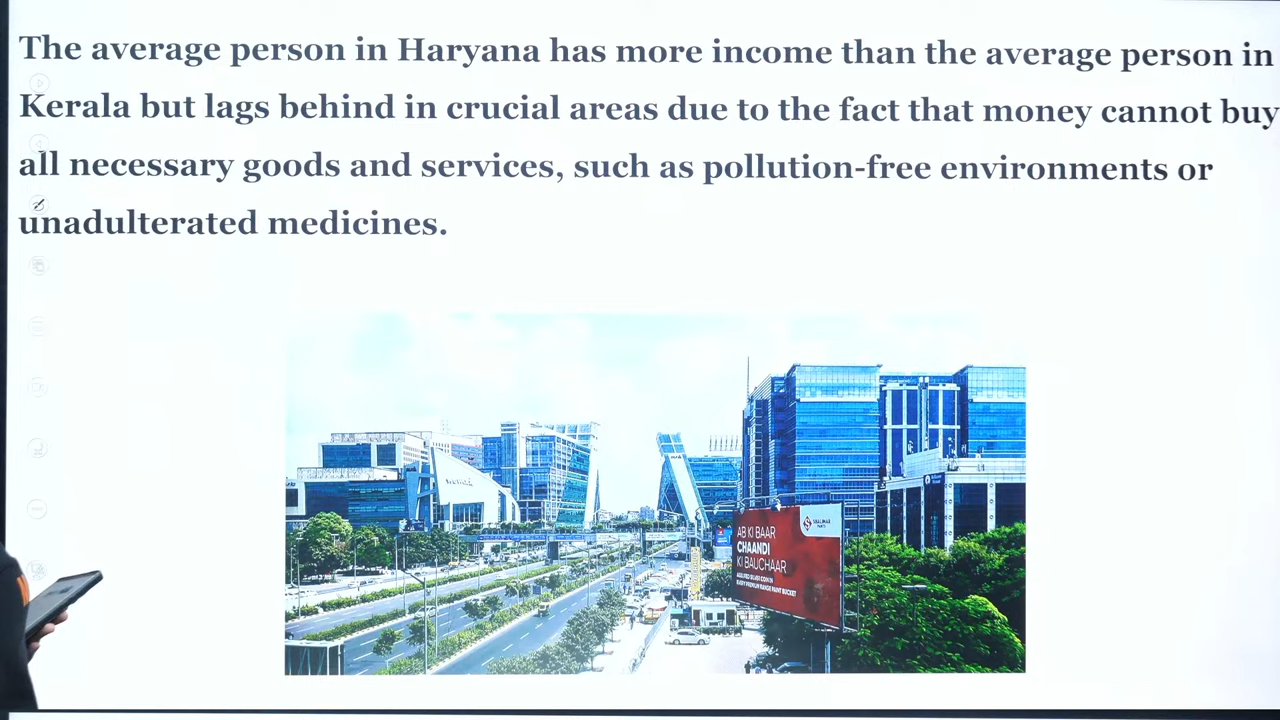 The average person in Haryana has more income than the average person in
Kerala but lags behind in crucial areas due to the fact that money cannot buy
all necessary goods and services, such as pollution-free environments or
unadulterated medicines.
AB KI BAAR
CHAANDI
KI BAUCHAAR